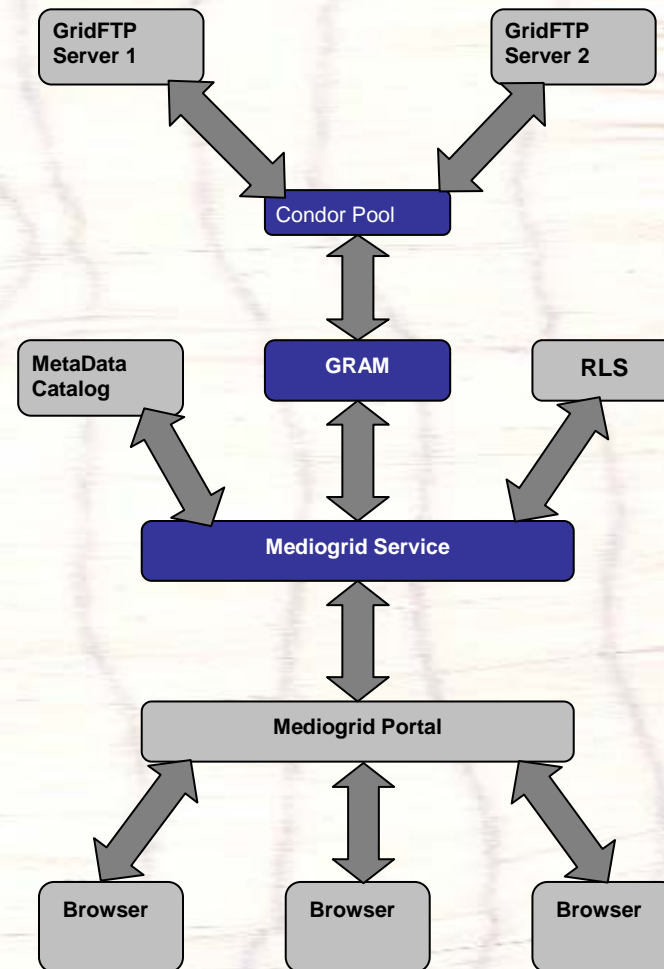 GridFTP
Server 1
GridFTP
Server 2
Condor Pool
MetaData
Catalog
GRAM
RLS
Mediogrid Service
Mediogrid Portal
Browser
Browser
Browser